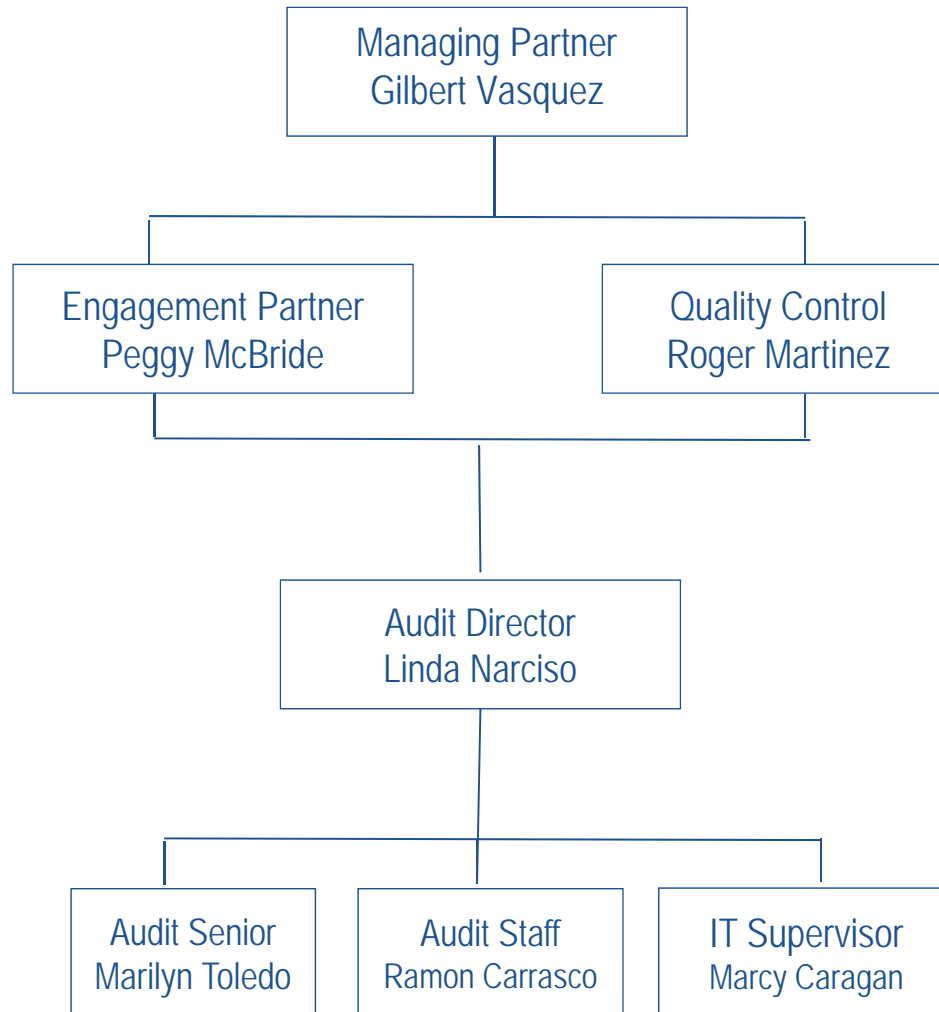 Managing Partner
Gilbert Vasquez
Engagement Partner
Peggy McBride
Quality Control
Roger Martinez
Audit Director
Linda Narciso
Audit Senior
Marilyn Toledo
Audit Staff
Ramon Carrasco
IT Supervisor
Marcy Caragan